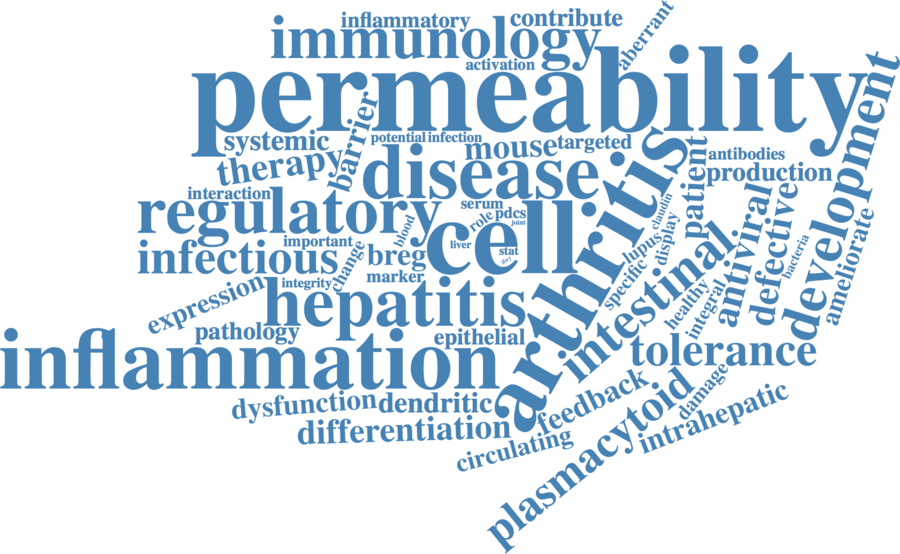 inflammatory
contribute
aberrant
immunology
activation
permeability
barrier
systemic
potential
infection
mouse
targeted
therapy
disease
arthritis
patient
antibodies
production
development
interaction
regulatory
serum
role
pdcs
claudin
joint
cell
blood
important
infectious
change
breg
liver
stat
lupus
display
antiviral
defective
bacteria
ameliorate
marker
integrity
specific
expression
hepatitis
healthy
integral
intestinal
pathology
epithelial
inflammation
tolerance
dysfunction
dendritic
feedback
plasmacytoid
damage
intrahepatic
differentiation
circulating